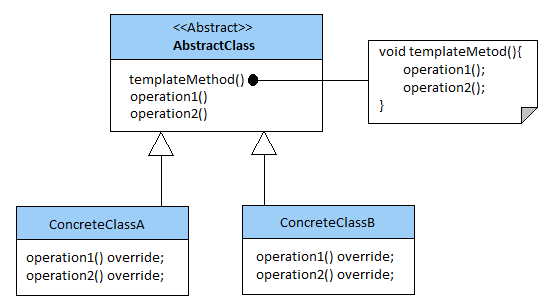 <<Abstract>>
AbstractClass
templateMethod()
operation1()
operation2()
void templateMetod(){
operation1();
operation2();
}
ConcreteClassA
operation1() override;
operation2() override;
ConcreteClassB
operation1() override;
operation2() override;